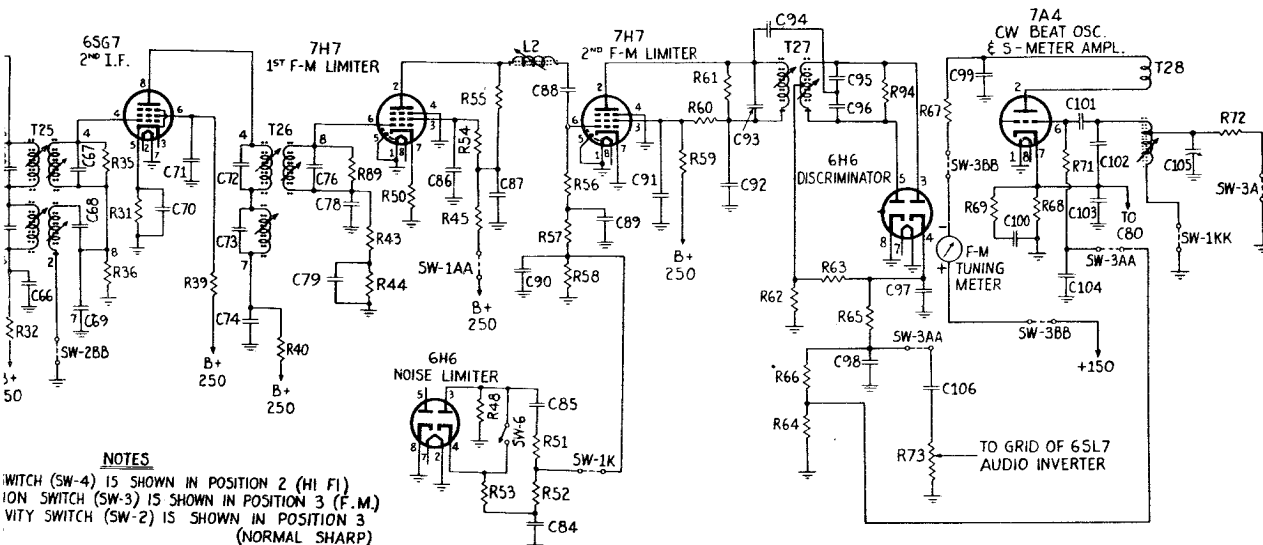 6SG7
2ND I.F.
7H7
1ST F-M LIMITER
L2
7H7
2ND F-M LIMITER
C94
T27
7A4
CW BEAT OSC.
& S-METER AMPL.
T28
T25
C67
R35
C71
C68
R31
C70
R36
C66
C69
R32
SW-2BB
R39
B+
250
T26
C72
C73
C74
R40
B+
250
C76
R89
C78
R43
C79
R44
R50
C86
R54
R55
R45
C87
SW-1AA
B+
250
C88
R56
R57
C89
C90
R58
C91
R59
B+
250
R60
R61
C92
C93
C95
C96
R94
6H6
DISCRIMINATOR
R62
R63
R65
C97
C98
SW-3AA
R66
R64
C106
R73
TO GRID OF 6SL7
AUDIO INVERTER
R67
C99
SW-3BB
F-M
TUNING
METER
SW-3BB
+150
R69
C100
R68
C101
R71
C102
C103
TO
C80
SW-3AA
C104
C105
R72
SW-3A
SW-1KK
6H6
NOISE LIMITER
R48
SW-6
C85
R51
R53
R52
C84
SW-1K
NOTES
WITCH (SW-4) IS SHOWN IN POSITION 2 (HI FI)
ION SWITCH (SW-3) IS SHOWN IN POSITION 3 (F.M.)
VITY SWITCH (SW-2) IS SHOWN IN POSITION 3
(NORMAL SHARP)